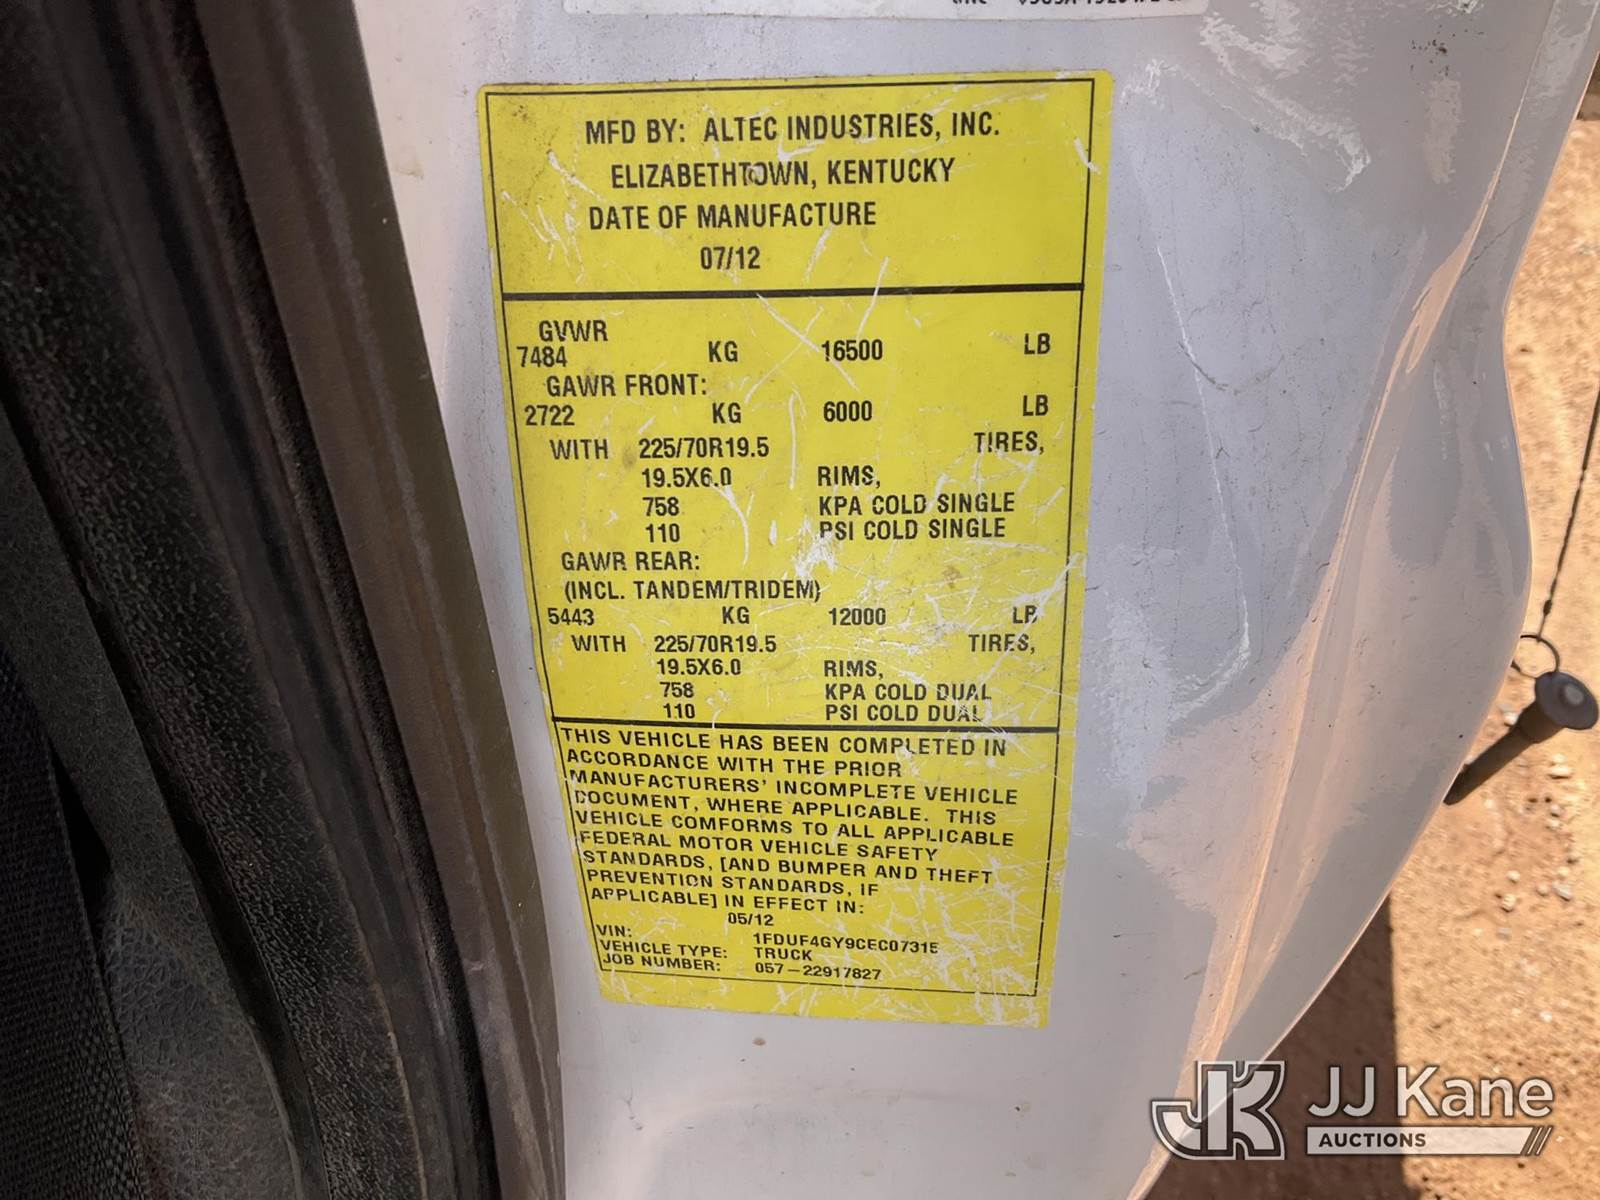 MFD BY: ALTEC INDUSTRIES, INC.
ELIZABETHTOWN, KENTUCKY
DATE OF MANUFACTURE
07/12
GVWR
7484 KG 16500 LB
GAWR FRONT:
2722 KG 6000 LB
WITH 225/70R19.5 TIRES,
19.5X6.0 RIMS,
758 KPA COLD SINGLE
110 PSI COLD SINGLE
GAWR REAR:
(INCL. TANDEM/TRIDEM)
5443 KG 12000 LB
WITH 225/70R19.5 TIRES,
19.5X6.0 RIMS,
758 KPA COLD DUAL
110 PSI COLD DUAL
THIS VEHICLE HAS BEEN COMPLETED IN
ACCORDANCE WITH THE PRIOR
MANUFACTURERS' INCOMPLETE VEHICLE
DOCUMENT, WHERE APPLICABLE. THIS
VEHICLE COMFORMS TO ALL APPLICABLE
FEDERAL MOTOR VEHICLE SAFETY
STANDARDS, [AND BUMPER AND THEFT
PREVENTION STANDARDS, IF
APPLICABLE] IN EFFECT IN:
05/12
VIN:
VEHICLE TYPE: TRUCK
JOB NUMBER: 057-22917827
JK JJ Kane
AUCTIONS